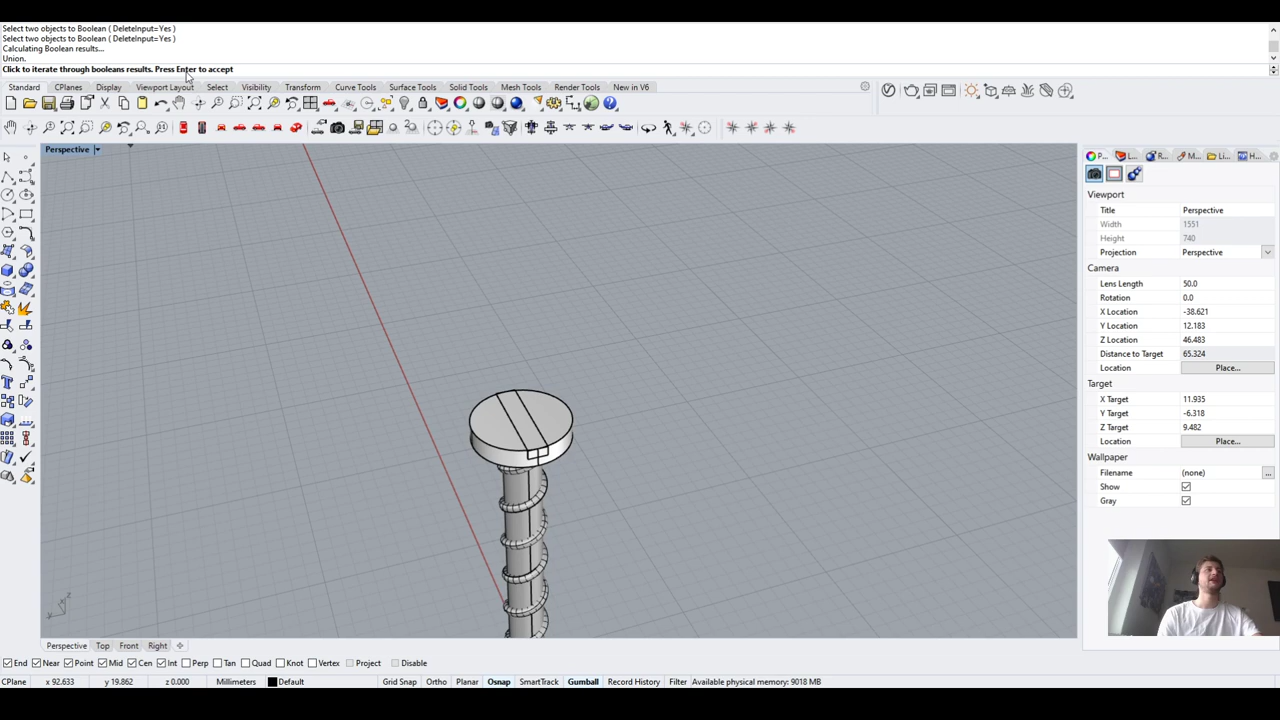 Select two objects to Boolean ( DeleteInput=Yes )
Select two objects to Boolean ( DeleteInput=Yes )
Calculating Boolean results...
Union.
Click to iterate through booleans results. Press Enter to accept
Standard CPlanes Display Viewport Layout Select Visibility Transform Curve Tools Surface Tools Mesh Tools Render Tools New in V6
Perspective
P... L... R... M... Li... H...
Viewport
Title Perspective
Width 1551
Height 740
Projection Perspective
Camera
Lens Length 50.0
Rotation 0.0
X Location -38.621
Y Location 12.183
Z Location 46.483
Distance to Target 65.324
Location Place...
Target
X Target 11.935
Y Target -6.318
Z Target 9.482
Location Place...
Wallpaper
Filename (none) ...
Show
Gray
z
y
Perspective Top Front Right
End Near Point Mid Cen Int Perp Tan Quad Knot Vertex Project Disable
CPlane x 92.633 y 19.862 z 0.000 Millimeters Default Grid Snap Ortho Planar Osnap SmartTrack Gumball Record History Filter Available physical memory: 9018 MB